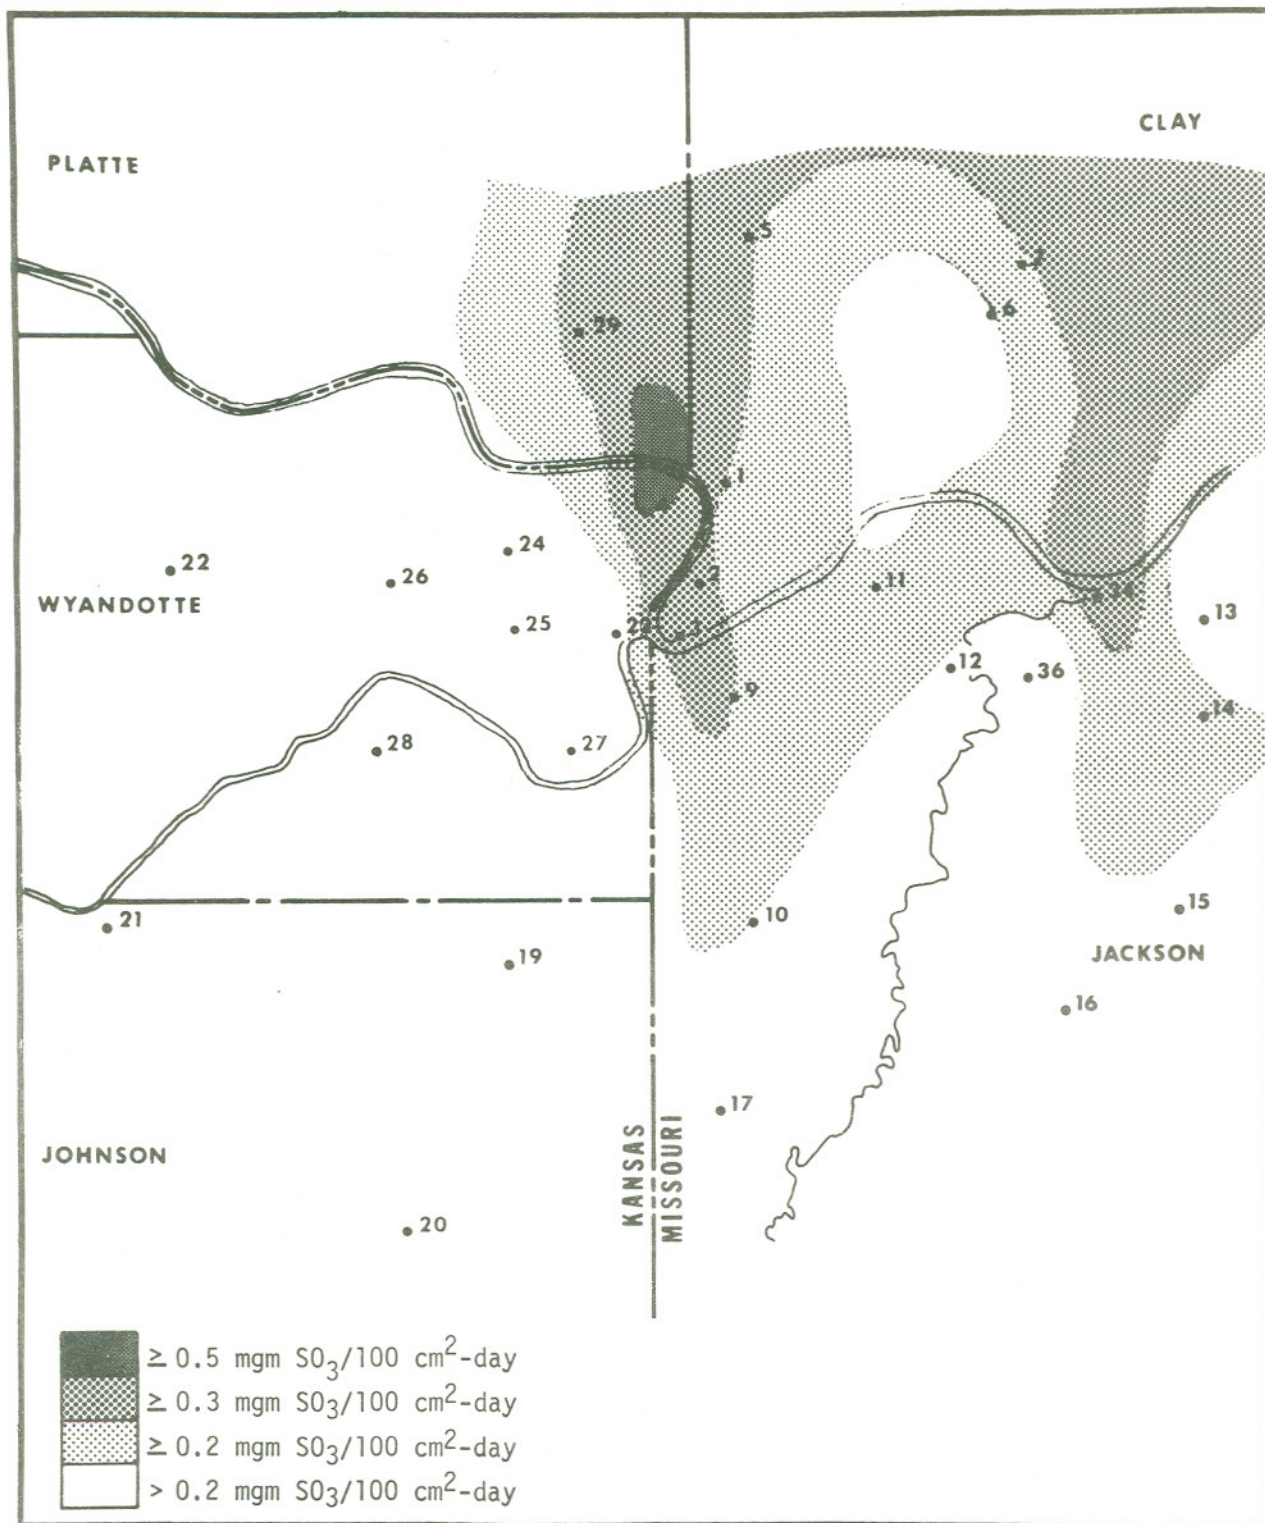 CLAY
PLATTE
5
7
6
29
1
24
22
26
2
11
34
WYANDOTTE
13
25
23
3
12
36
9
14
28
27
10
15
21
19
JACKSON
16
17
KANSAS
MISSOURI
JOHNSON
20
≥ 0.5 mgm SO₃/100 cm²-day
≥ 0.3 mgm SO₃/100 cm²-day
≥ 0.2 mgm SO₃/100 cm²-day
> 0.2 mgm SO₃/100 cm²-day